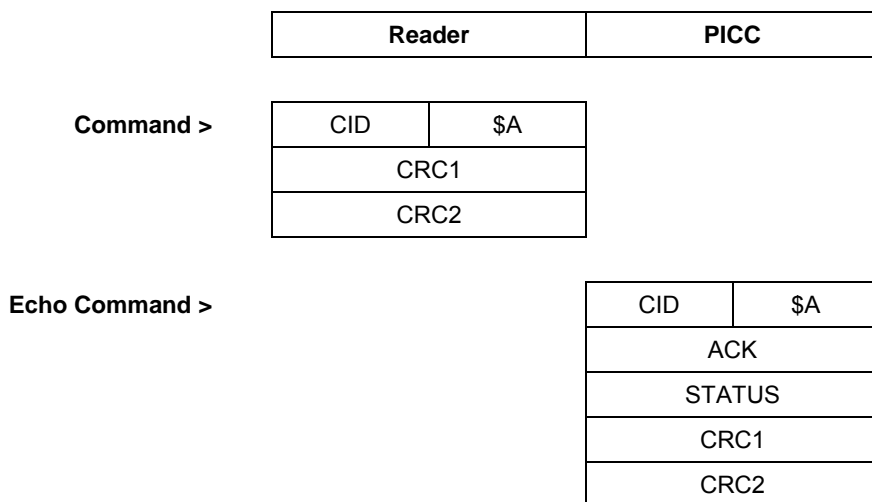 Reader PICC
Command > CID $A
CRC1
CRC2
Echo Command > CID $A
ACK
STATUS
CRC1
CRC2